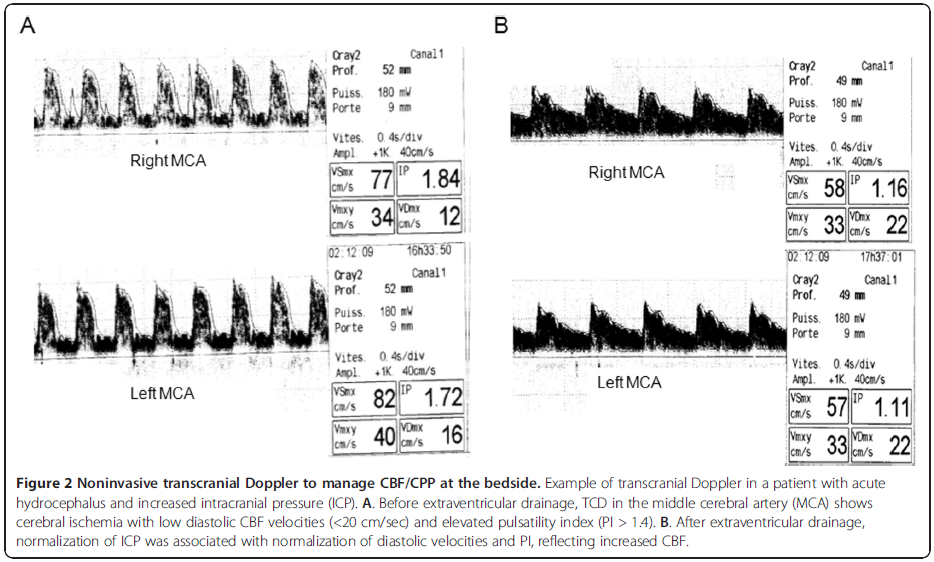 A
Cray2 Canal1
Prof. 52 mm
Puiss. 180 mW
Porte 9 mm
Vites. 0.4s/div
Ampl. +1K 40cm/s
VSmx cm/s 77 IP 1.84
Vmxy cm/s 34 VDmx cm/s 12
Right MCA
02:12:09 16h33:50
Cray2 Canal1
Prof. 52 mm
Puiss. 180 mW
Porte 9 mm
Vites. 0.4s/div
Ampl. +1K. 40cm/s
VSmx cm/s 82 IP 1.72
Vmxy cm/s 40 VDmx cm/s 16
Left MCA
B
Cray2 Canal1
Prof. 49 mm
Puiss. 180 mW
Porte 9 mm
Vites. 0.4s/div
Ampl. +1K. 40cm/s
VSmx cm/s 58 IP 1.16
Vmxy cm/s 33 VDmx cm/s 22
Right MCA
02:12:09 17h37:01
Cray2 Canal1
Prof. 49 mm
Puiss. 180 mW
Porte 9 mm
Vites. 0.4s/div
Ampl. +1K. 40cm/s
VSmx cm/s 57 IP 1.11
Vmxy cm/s 33 VDmx cm/s 22
Left MCA
Figure 2 Noninvasive transcranial Doppler to manage CBF/CPP at the bedside. Example of transcranial Doppler in a patient with acute
hydrocephalus and increased intracranial pressure (ICP). A. Before extraventricular drainage, TCD in the middle cerebral artery (MCA) shows
cerebral ischemia with low diastolic CBF velocities (<20 cm/sec) and elevated pulsatility index (PI > 1.4). B. After extraventricular drainage,
normalization of ICP was associated with normalization of diastolic velocities and PI, reflecting increased CBF.